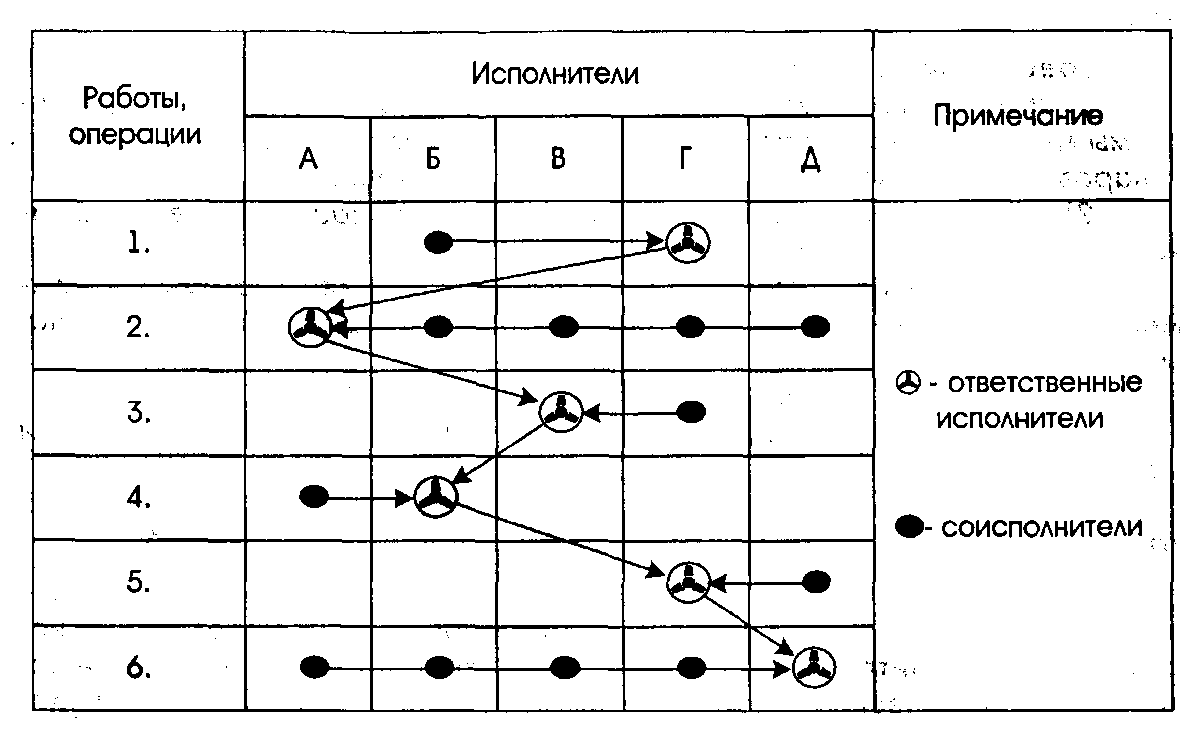 Работы,
операции
Исполнители
Примечание
А
Б
В
Г
Д
1.
2.
3.
4.
5.
6.
- ответственные
исполнители
- соисполнители